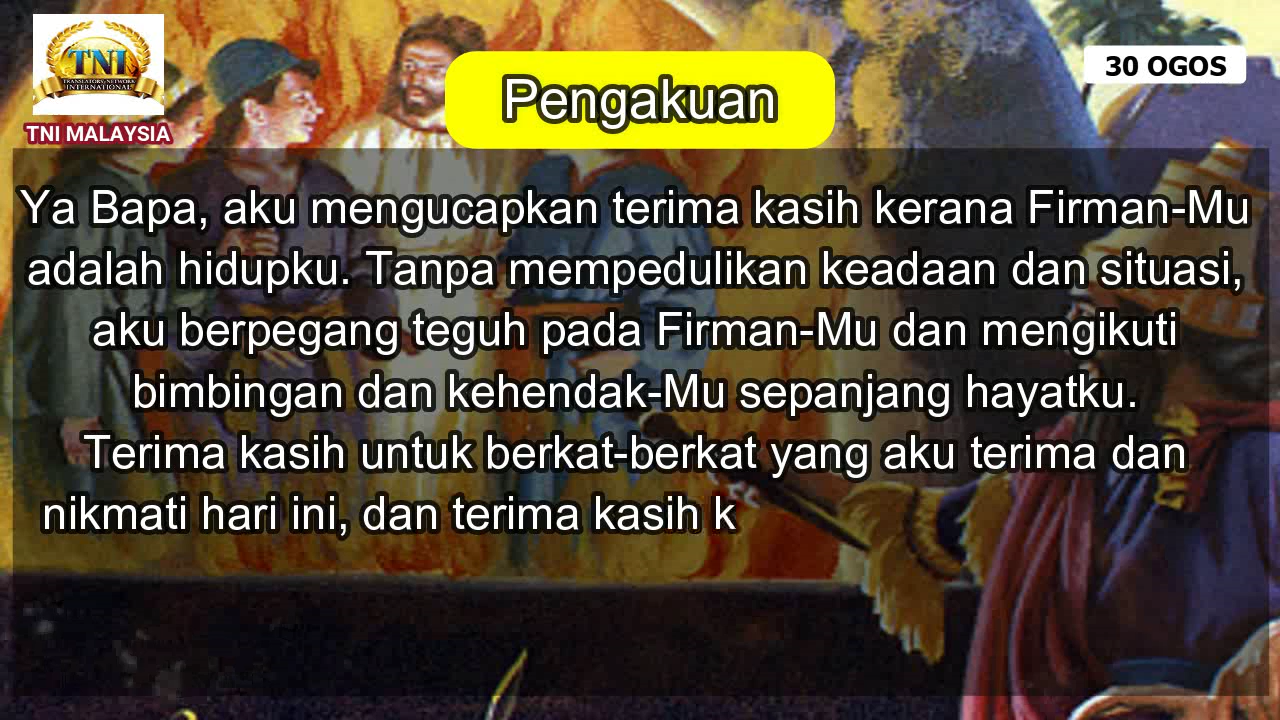 TNI
TRANSLATORS NETWORK
INTERNATIONAL
TNI MALAYSIA
Pengakuan
30 OGOS
Ya Bapa, aku mengucapkan terima kasih kerana Firman-Mu
adalah hidupku. Tanpa mempedulikan keadaan dan situasi,
aku berpegang teguh pada Firman-Mu dan mengikuti
bimbingan dan kehendak-Mu sepanjang hayatku.
Terima kasih untuk berkat-berkat yang aku terima dan
nikmati hari ini, dan terima kasih k